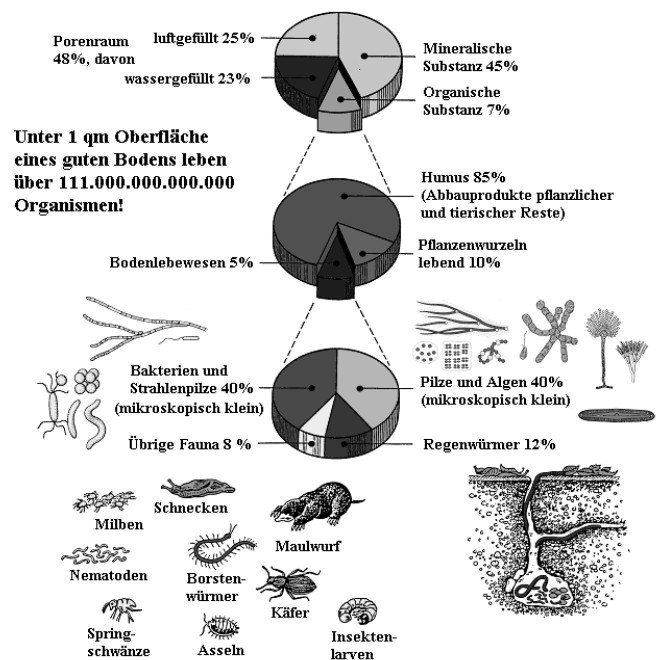 Porenraum
48%, davon
luftgefüllt 25%
wassergefüllt 23%
Mineralische
Substanz 45%
Organische
Substanz 7%
Unter 1 qm Oberfläche
eines guten Bodens leben
über 111.000.000.000.000
Organismen!
Humus 85%
(Abbauprodukte pflanzlicher
und tierischer Reste)
Pflanzenwurzeln
lebend 10%
Bodenlebewesen 5%
Bakterien und
Strahlenpilze 40%
(mikroskopisch klein)
Pilze und Algen 40%
(mikroskopisch klein)
Übrige Fauna 8 %
Regenwürmer 12%
Milben
Schnecken
Maulwurf
Nematoden
Borsten-
würmer
Käfer
Spring-
schwänze
Asseln
Insekten-
larven